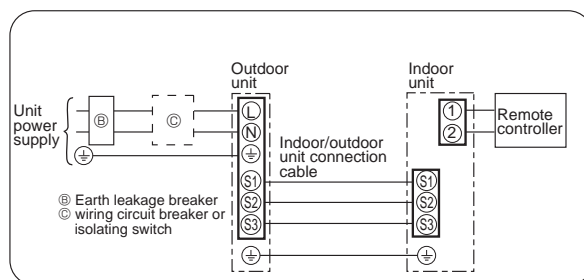 Outdoor
unit
Indoor
unit
Unit
power
supply
Ⓑ
Ⓒ
L
N
S1
S2
S3
Indoor/outdoor
unit connection
cable
1
2
Remote
controller
S1
S2
S3
Ⓑ Earth leakage breaker
Ⓒ wiring circuit breaker or
isolating switch